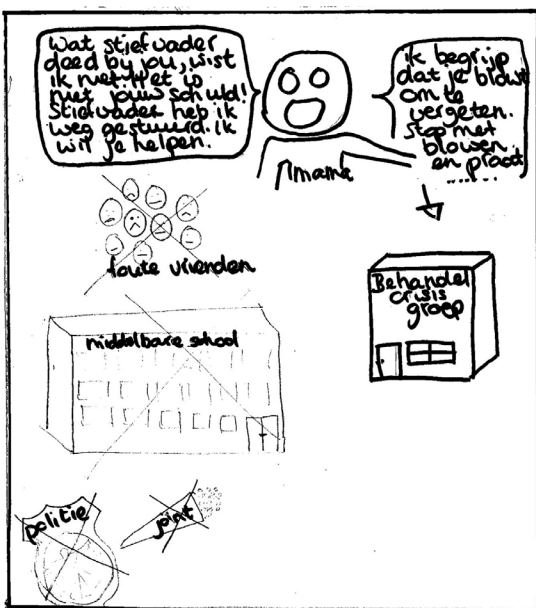 Wat stiefvader
deed by jou, wist
ik niet. Het is
niet jouw schuld!
Stiefvader heb ik
weg gestuurd. Ik
wil je helpen.
ik begrijp
dat je blowt
om te
vergeten.
stop met
blowen
en praat
.......
mama
foute vrienden
Behandel
crisis
groep
middelbare school
politie
joint